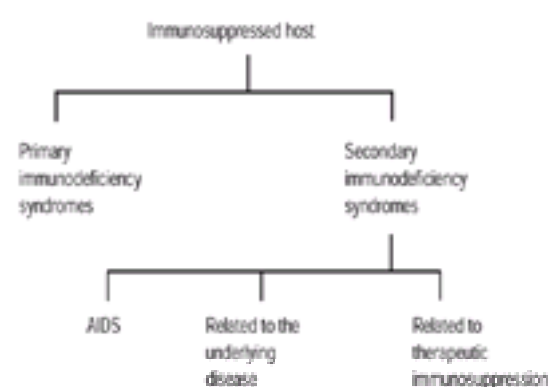 Immunosuppressed host
Primary
immunodeficiency
syndromes
Secondary
immunodeficiency
syndromes
AIDS
Related to the
underlying
disease
Related to
therapeutic
immunosuppression